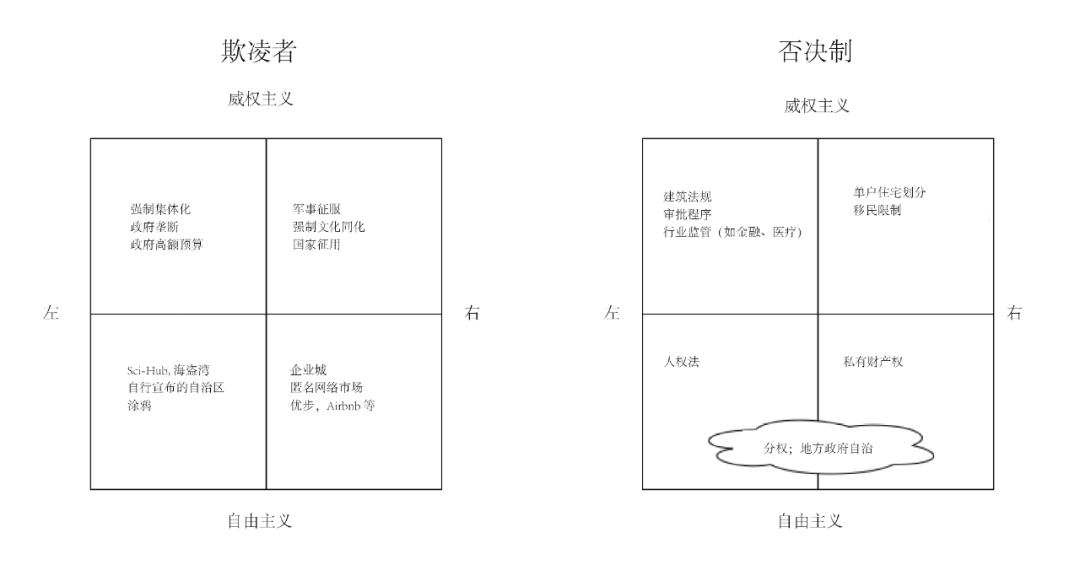 欺凌者
威权主义
强制集体化
政府垄断
政府高额预算
军事征服
强制文化同化
国家征用
左
右
Sci-Hub, 海盗湾
自行宣布的自治区
涂鸦
企业城
匿名网络市场
优步，Airbnb 等
自由主义
否决制
威权主义
建筑法规
审批程序
行业监管（如金融、医疗）
单户住宅划分
移民限制
左
右
人权法
私有财产权
分权；地方政府自治
自由主义